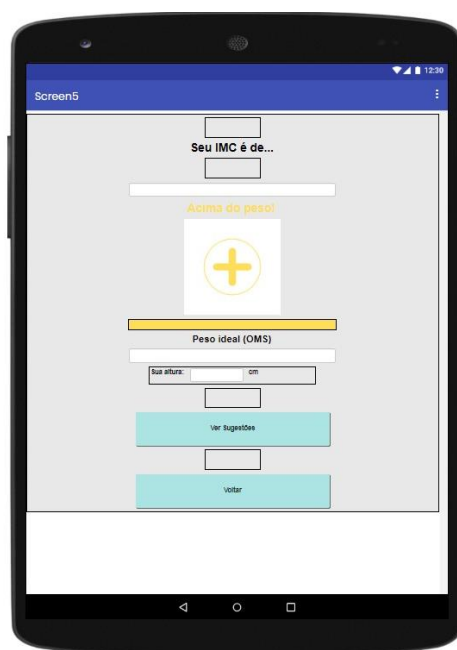 12:30
Screen5
Seu IMC é de...
Acima do peso!
Peso ideal (OMS)
Sua altura: cm
Ver Sugestões
Voltar